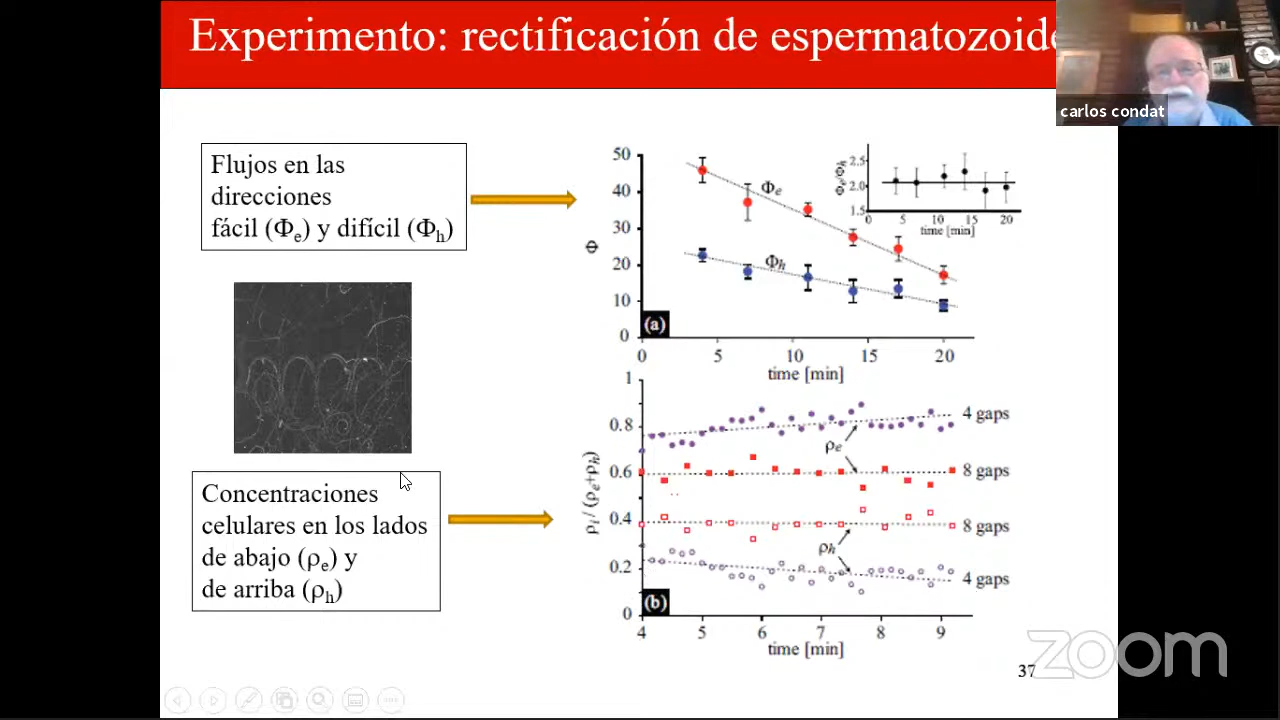 Experimento: rectificación de espermatozoide
carlos condat
Flujos en las
direcciones
fácil (Φe) y difícil (Φh)
Concentraciones
celulares en los lados
de abajo (ρe) y
de arriba (ρh)
50
40
30
20
10
0
Φ
Φe
Φh
(a)
0 5 10 15 20
time [min]
Φe/Φh
2.5
2.0
1.5
0 5 10 15 20
time [min]
1
0.8
0.6
0.4
0.2
0
ρi / (ρe+ρh)
4 gaps
ρe
8 gaps
8 gaps
ρh
4 gaps
(b)
4 5 6 7 8 9
time [min]
37
zoom